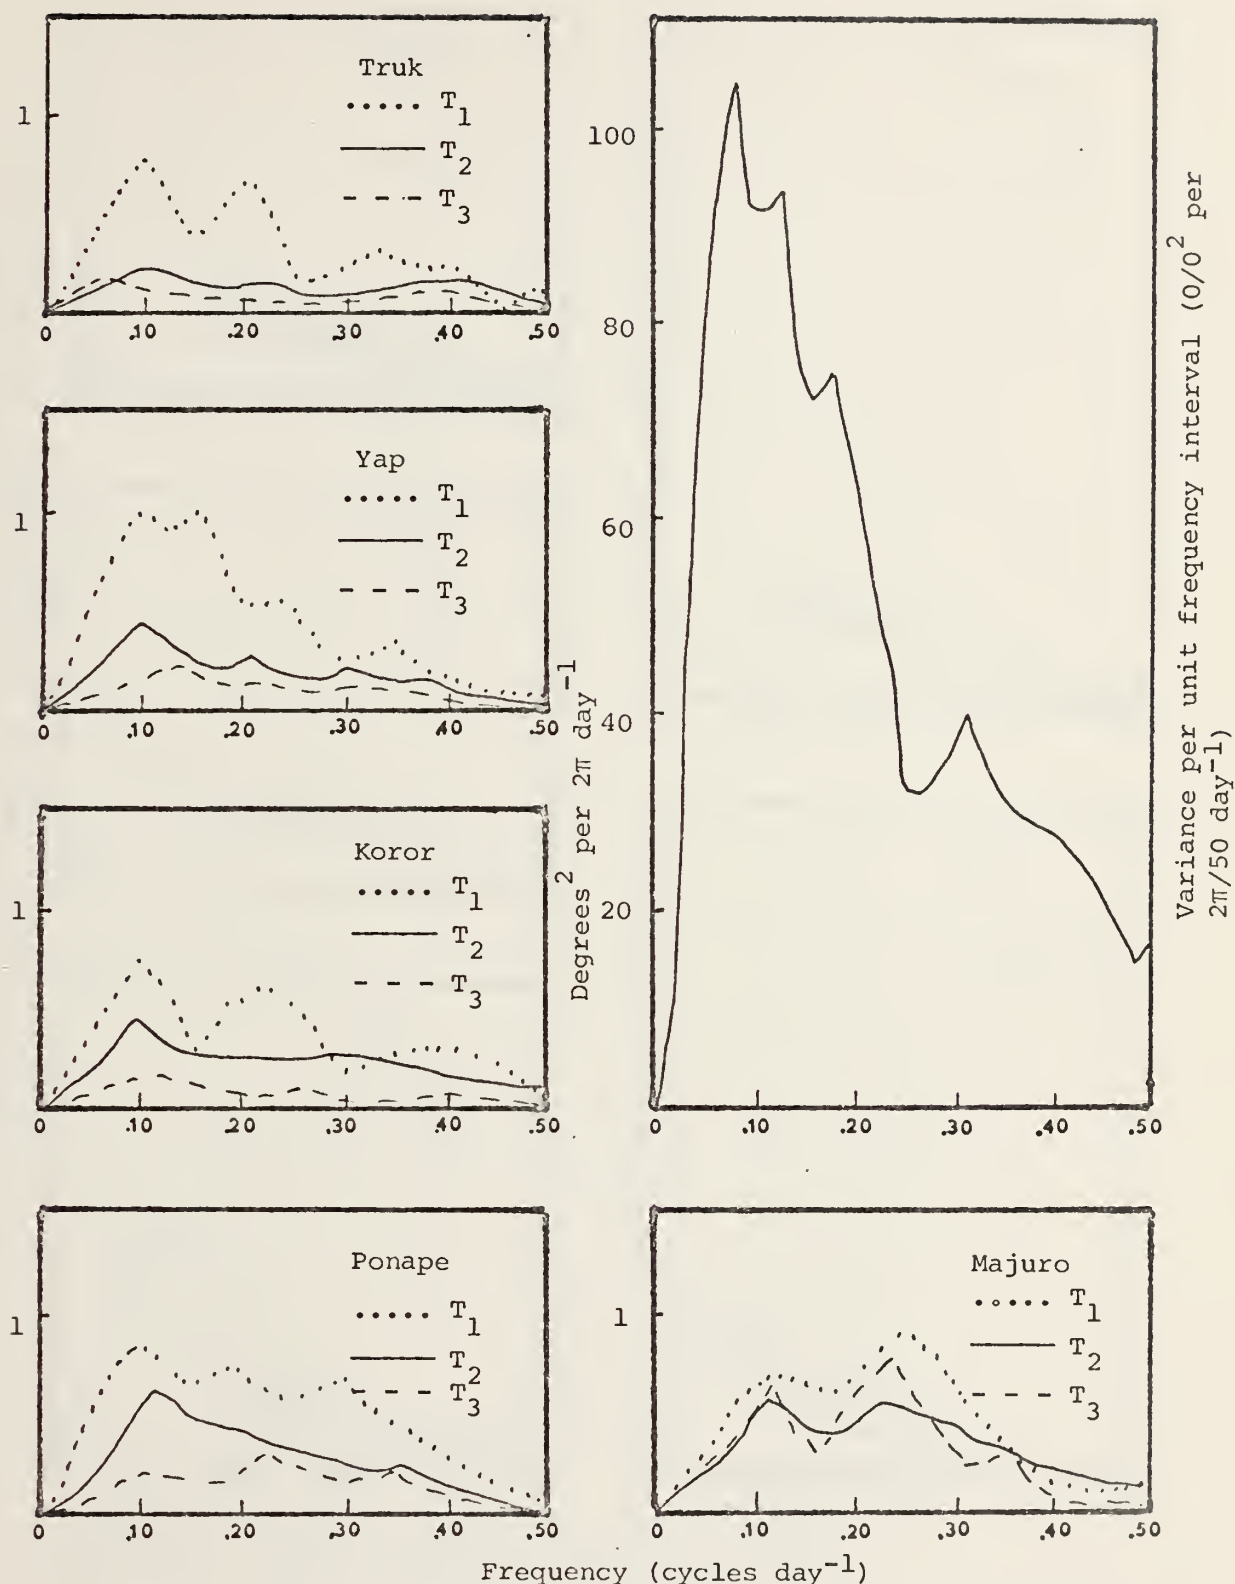 Truk
T1
T2
T3
1
0 .10 .20 .30 .40 .50
Yap
T1
T2
T3
1
0 .10 .20 .30 .40 .50
Koror
T1
T2
T3
1
0 .10 .20 .30 .40 .50
Ponape
T1
T2
T3
1
0 .10 .20 .30 .40 .50
Degrees² per 2π day⁻¹
100
80
60
40
20
0 .10 .20 .30 .40 .50
Variance per unit frequency interval (0/0² per
2π/50 day⁻¹)
Majuro
T1
T2
T3
1
0 .10 .20 .30 .40 .50
Frequency (cycles day⁻¹)